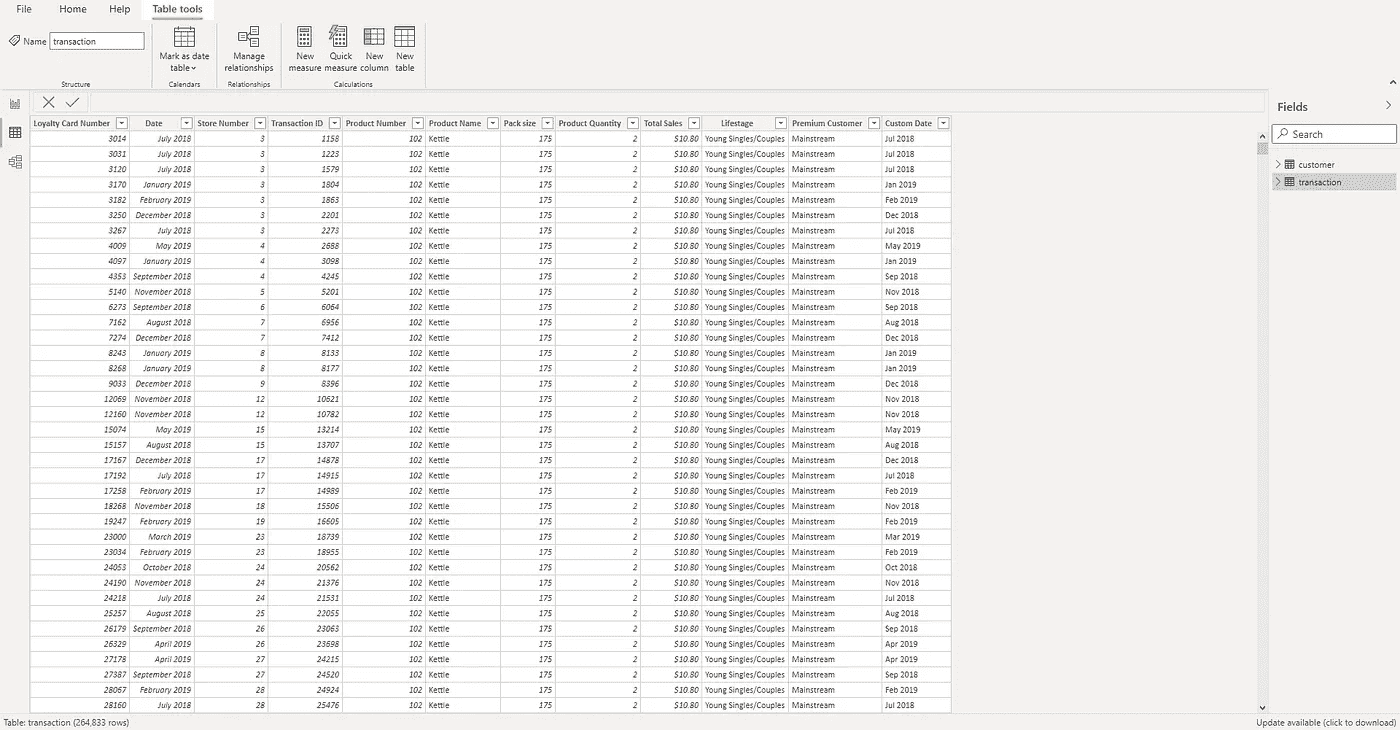 File Home Help Table tools
Name transaction
Mark as date table
Manage relationships
New measure
Quick measure
New column
New table
Structure Calendars Relationships Calculations
Fields
Search
customer
transaction
Loyalty Card Number Date Store Number Transaction ID Product Number Product Name Pack size Product Quantity Total Sales Lifestage Premium Customer Custom Date
3014 July 2018 3 1158 102 Kettle 175 2 $10.80 Young Singles/Couples Mainstream Jul 2018
3031 July 2018 3 1223 102 Kettle 175 2 $10.80 Young Singles/Couples Mainstream Jul 2018
3120 July 2018 3 1579 102 Kettle 175 2 $10.80 Young Singles/Couples Mainstream Jul 2018
3170 January 2019 3 1804 102 Kettle 175 2 $10.80 Young Singles/Couples Mainstream Jan 2019
3182 February 2019 3 1863 102 Kettle 175 2 $10.80 Young Singles/Couples Mainstream Feb 2019
3250 December 2018 3 2201 102 Kettle 175 2 $10.80 Young Singles/Couples Mainstream Dec 2018
3267 July 2018 3 2273 102 Kettle 175 2 $10.80 Young Singles/Couples Mainstream Jul 2018
4009 May 2019 4 2688 102 Kettle 175 2 $10.80 Young Singles/Couples Mainstream May 2019
4097 January 2019 4 3098 102 Kettle 175 2 $10.80 Young Singles/Couples Mainstream Jan 2019
4353 September 2018 4 4245 102 Kettle 175 2 $10.80 Young Singles/Couples Mainstream Sep 2018
5140 November 2018 5 5201 102 Kettle 175 2 $10.80 Young Singles/Couples Mainstream Nov 2018
6273 September 2018 6 6064 102 Kettle 175 2 $10.80 Young Singles/Couples Mainstream Sep 2018
7162 August 2018 7 6956 102 Kettle 175 2 $10.80 Young Singles/Couples Mainstream Aug 2018
7274 December 2018 7 7412 102 Kettle 175 2 $10.80 Young Singles/Couples Mainstream Dec 2018
8243 January 2019 8 8133 102 Kettle 175 2 $10.80 Young Singles/Couples Mainstream Jan 2019
8268 January 2019 8 8177 102 Kettle 175 2 $10.80 Young Singles/Couples Mainstream Jan 2019
9033 December 2018 9 8396 102 Kettle 175 2 $10.80 Young Singles/Couples Mainstream Dec 2018
12069 November 2018 12 10621 102 Kettle 175 2 $10.80 Young Singles/Couples Mainstream Nov 2018
12160 November 2018 12 10782 102 Kettle 175 2 $10.80 Young Singles/Couples Mainstream Nov 2018
15074 May 2019 15 13214 102 Kettle 175 2 $10.80 Young Singles/Couples Mainstream May 2019
15157 August 2018 15 13707 102 Kettle 175 2 $10.80 Young Singles/Couples Mainstream Aug 2018
17167 December 2018 17 14878 102 Kettle 175 2 $10.80 Young Singles/Couples Mainstream Dec 2018
17192 July 2018 17 14915 102 Kettle 175 2 $10.80 Young Singles/Couples Mainstream Jul 2018
17258 February 2019 17 14989 102 Kettle 175 2 $10.80 Young Singles/Couples Mainstream Feb 2019
18268 November 2018 18 15506 102 Kettle 175 2 $10.80 Young Singles/Couples Mainstream Nov 2018
19247 February 2019 19 16605 102 Kettle 175 2 $10.80 Young Singles/Couples Mainstream Feb 2019
23000 March 2019 23 18739 102 Kettle 175 2 $10.80 Young Singles/Couples Mainstream Mar 2019
23034 February 2019 23 18955 102 Kettle 175 2 $10.80 Young Singles/Couples Mainstream Feb 2019
24053 October 2018 24 20562 102 Kettle 175 2 $10.80 Young Singles/Couples Mainstream Oct 2018
24190 November 2018 24 21376 102 Kettle 175 2 $10.80 Young Singles/Couples Mainstream Nov 2018
24218 July 2018 24 21531 102 Kettle 175 2 $10.80 Young Singles/Couples Mainstream Jul 2018
25257 August 2018 25 22055 102 Kettle 175 2 $10.80 Young Singles/Couples Mainstream Aug 2018
26179 September 2018 26 23063 102 Kettle 175 2 $10.80 Young Singles/Couples Mainstream Sep 2018
26329 April 2019 26 23698 102 Kettle 175 2 $10.80 Young Singles/Couples Mainstream Apr 2019
27178 April 2019 27 24215 102 Kettle 175 2 $10.80 Young Singles/Couples Mainstream Apr 2019
27387 September 2018 27 24520 102 Kettle 175 2 $10.80 Young Singles/Couples Mainstream Sep 2018
28067 February 2019 28 24924 102 Kettle 175 2 $10.80 Young Singles/Couples Mainstream Feb 2019
28160 July 2018 28 25476 102 Kettle 175 2 $10.80 Young Singles/Couples Mainstream Jul 2018
Table: transaction (264,833 rows)
Update available (click to download)